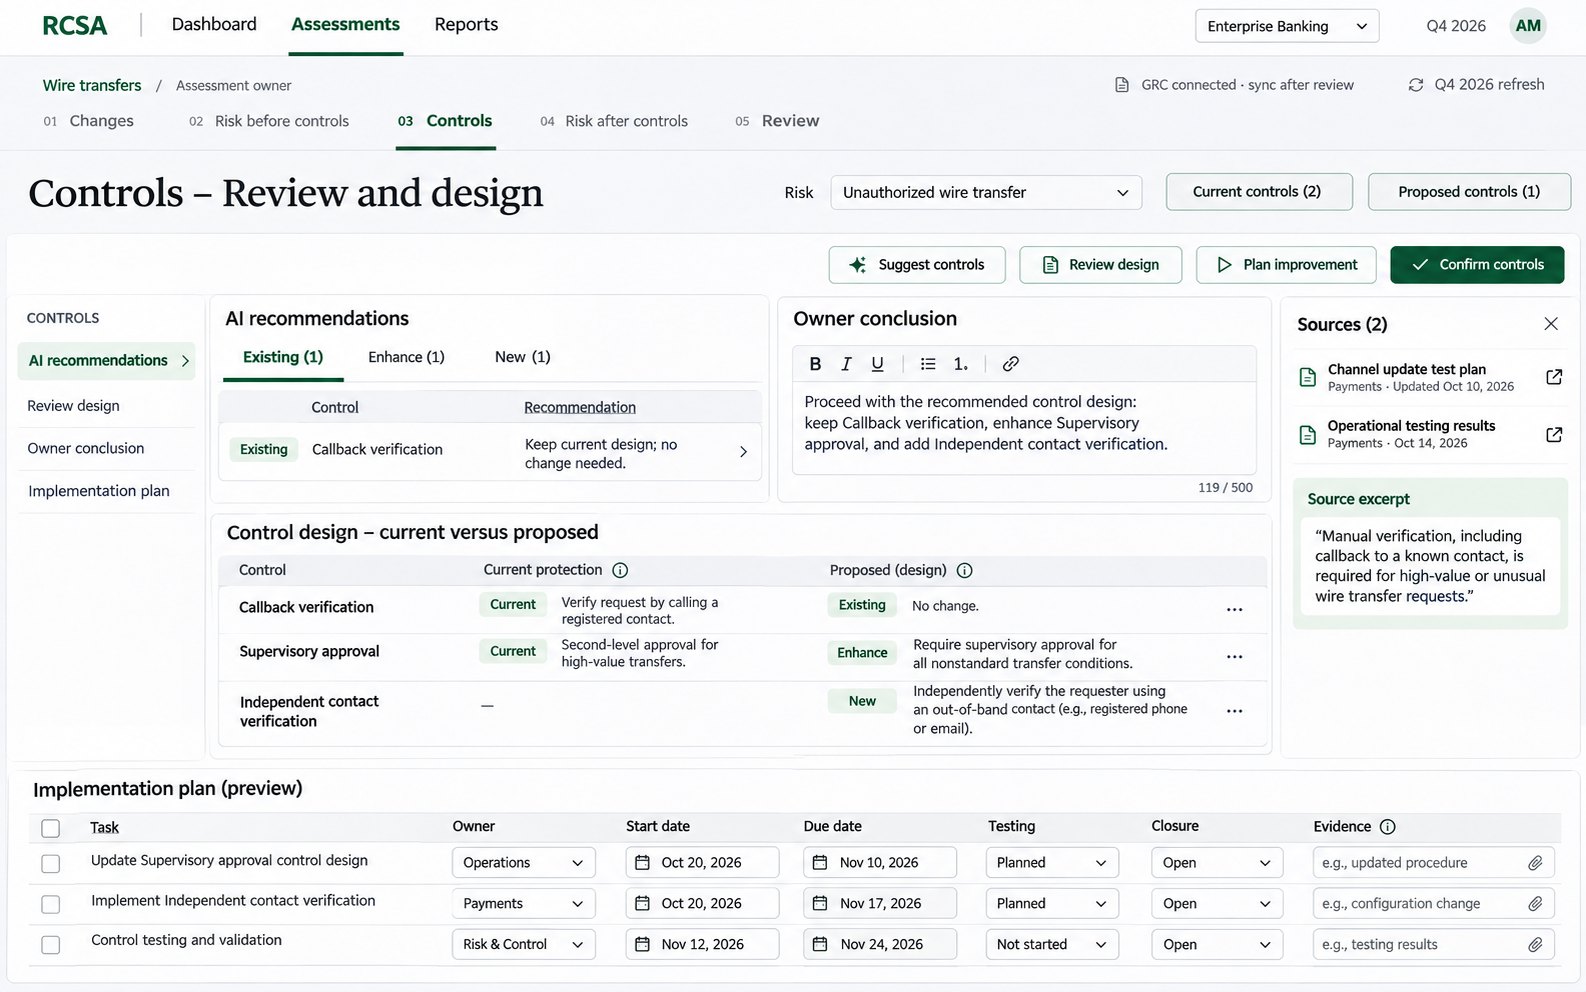 RCSA
Dashboard
Assessments
Reports
Enterprise Banking
Q4 2026
AM
Wire transfers / Assessment owner
GRC connected · sync after review
Q4 2026 refresh
01 Changes
02 Risk before controls
03 Controls
04 Risk after controls
05 Review
Controls – Review and design
Risk
Unauthorized wire transfer
Current controls (2)
Proposed controls (1)
Suggest controls
Review design
Plan improvement
Confirm controls
CONTROLS
AI recommendations
Review design
Owner conclusion
Implementation plan
AI recommendations
Existing (1)
Enhance (1)
New (1)
Control
Recommendation
Existing
Callback verification
Keep current design; no
change needed.
Owner conclusion
B I U 1.
Proceed with the recommended control design:
keep Callback verification, enhance Supervisory
approval, and add Independent contact verification.
119 / 500
Sources (2)
Channel update test plan
Payments · Updated Oct 10, 2026
Operational testing results
Payments · Oct 14, 2026
Source excerpt
“Manual verification, including
callback to a known contact, is
required for high-value or unusual
wire transfer requests.”
Control design – current versus proposed
Control
Current protection
Proposed (design)
Callback verification
Current
Verify request by calling a
registered contact.
Existing
No change.
Supervisory approval
Current
Second-level approval for
high-value transfers.
Enhance
Require supervisory approval for
all nonstandard transfer conditions.
Independent contact
verification
—
New
Independently verify the requester using
an out-of-band contact (e.g., registered phone
or email).
Implementation plan (preview)
Task
Owner
Start date
Due date
Testing
Closure
Evidence
Update Supervisory approval control design
Operations
Oct 20, 2026
Nov 10, 2026
Planned
Open
e.g., updated procedure
Implement Independent contact verification
Payments
Oct 20, 2026
Nov 17, 2026
Planned
Open
e.g., configuration change
Control testing and validation
Risk & Control
Nov 12, 2026
Nov 24, 2026
Not started
Open
e.g., testing results